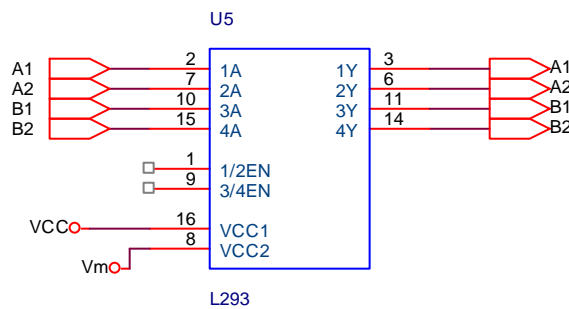 U5
A1 2 1A 1Y 3 A1
A2 7 2A 2Y 6 A2
B1 10 3A 3Y 11 B1
B2 15 4A 4Y 14 B2
1 1/2EN
9 3/4EN
VCC 16 VCC1
Vm 8 VCC2
L293